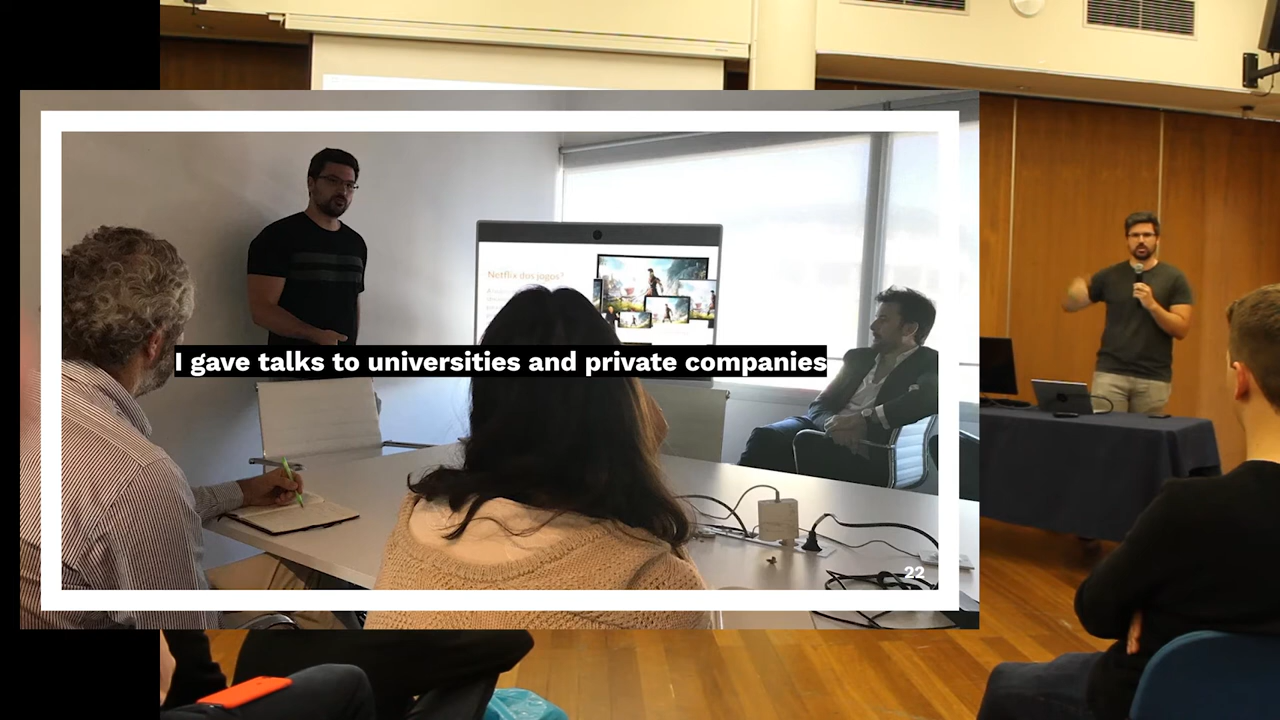 Netflix dos jogos?
I gave talks to universities and private companies
22